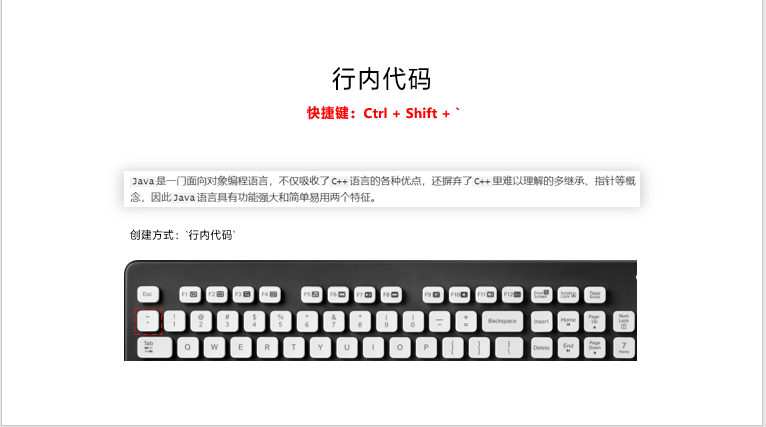 行内代码
快捷键：Ctrl + Shift + `
Java是一门面向对象编程语言，不仅吸收了C++语言的各种优点，还摒弃了C++里难以理解的多继承、指针等概
念，因此Java语言具有功能强大和简单易用两个特征。
创建方式：`行内代码`
Esc F1 F2 F3 F4 F5 F6 F7 F8 F9 F10 F11 F12 Print Screen Scroll Lock Pause Break
~ ` ! 1 @ 2 # 3 $ 4 % 5 ^ 6 & 7 * 8 ( 9 ) 0 — - + = Backspace Insert Home Page Up Num Lock
Tab Q W E R T Y U I O P { [ } ] | \ Delete End Page Down 7 Home